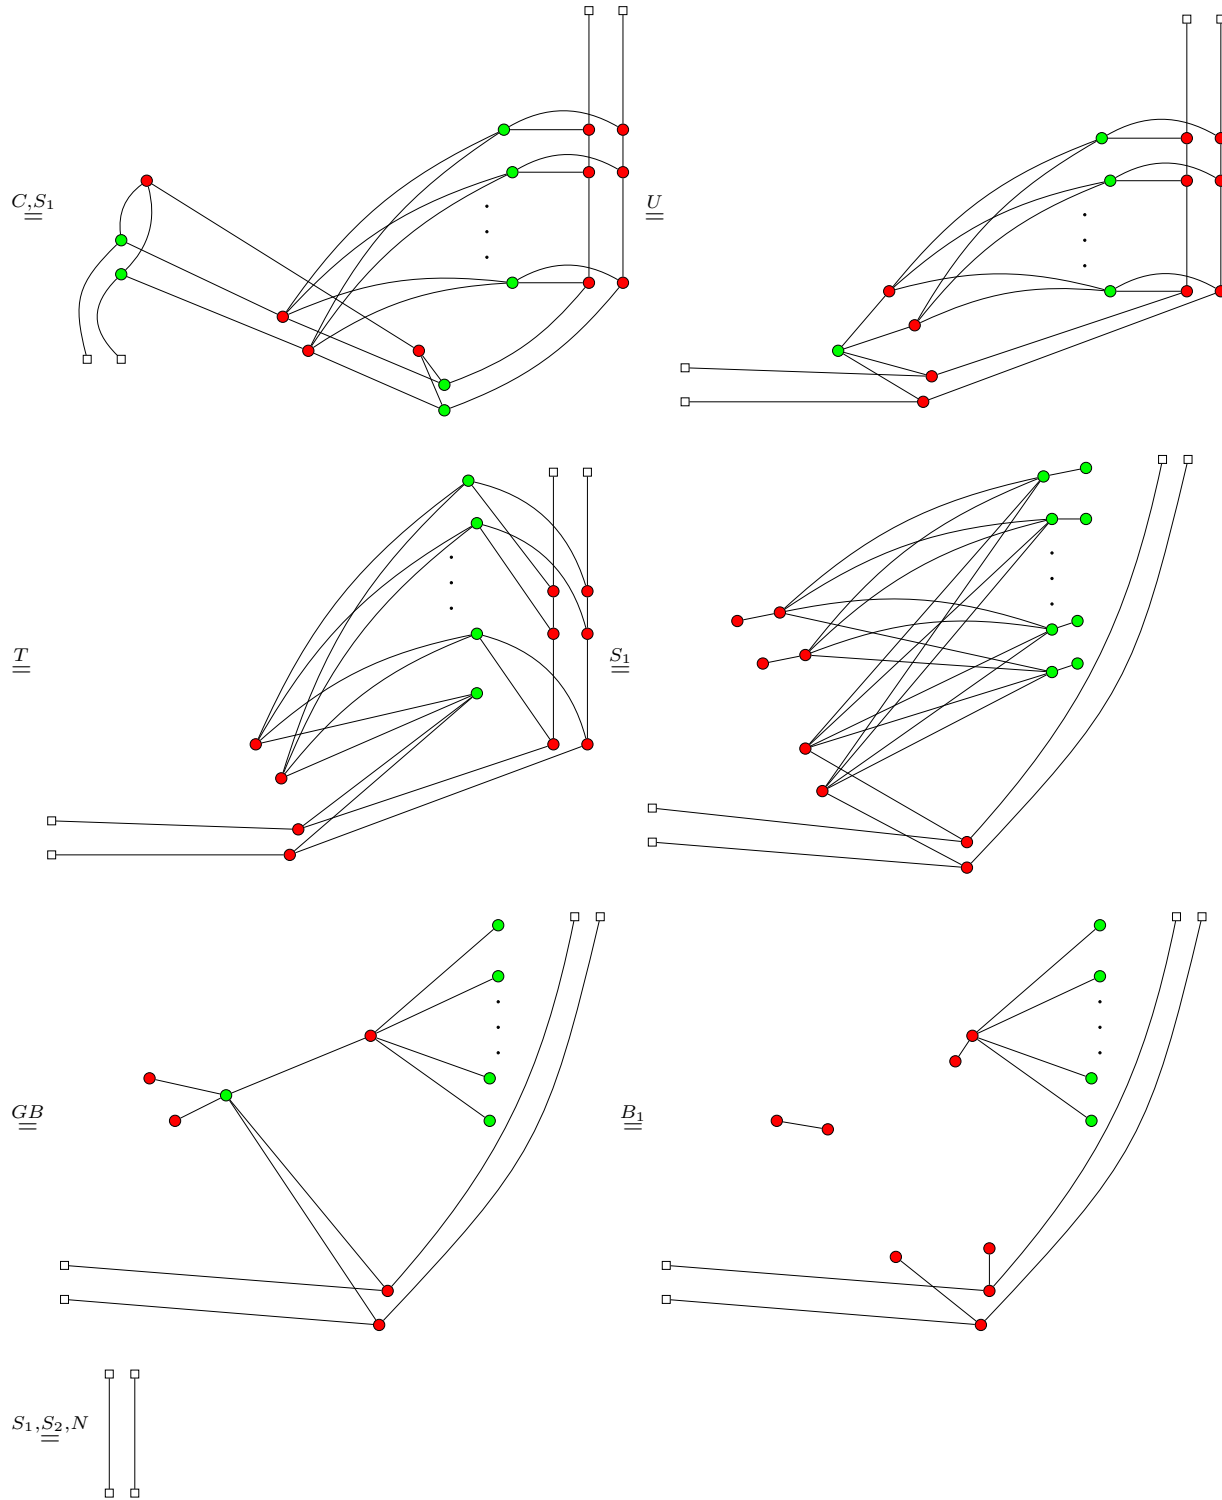 C,S₁ =
U =
T =
S₁ =
GB =
B₁ =
S₁,S₂,N =